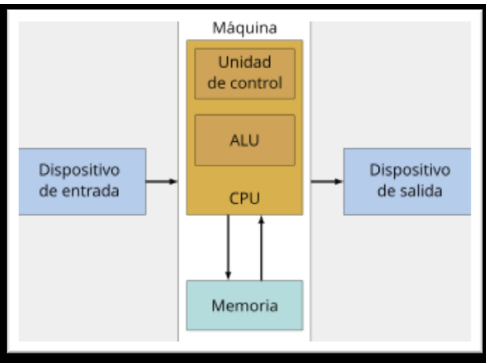 Máquina
Unidad
de control
ALU
CPU
Dispositivo
de entrada
Dispositivo
de salida
Memoria